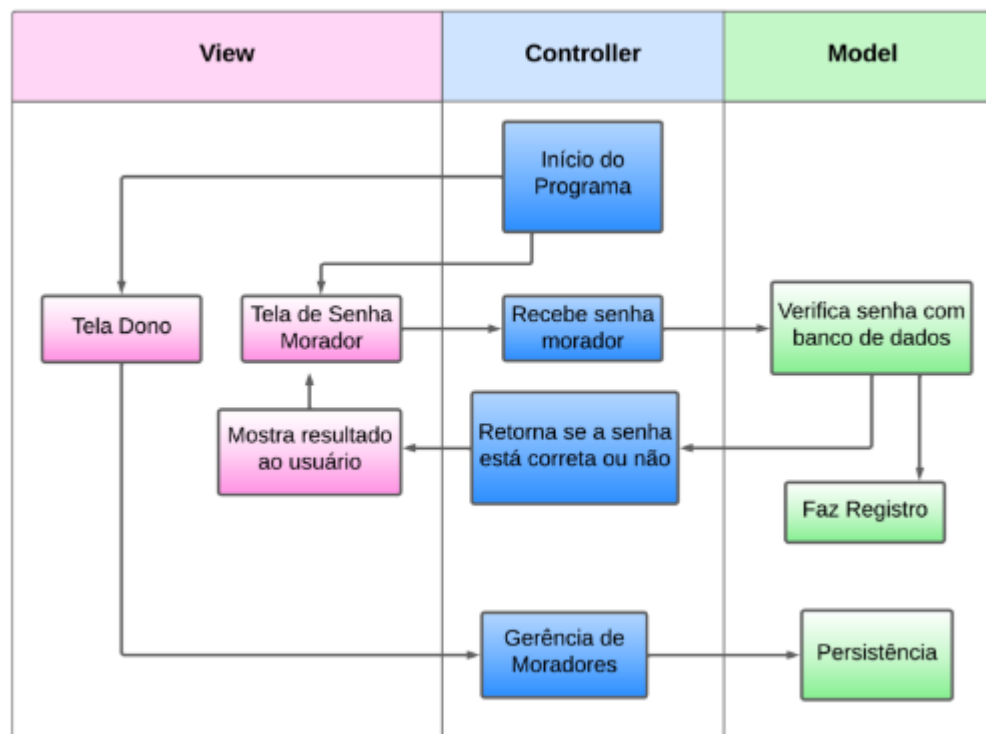 View
Controller
Model
Início do
Programa
Tela Dono
Tela de Senha
Morador
Recebe senha
morador
Verifica senha com
banco de dados
Mostra resultado
ao usuário
Retorna se a senha
está correta ou não
Faz Registro
Gerência de
Moradores
Persistência